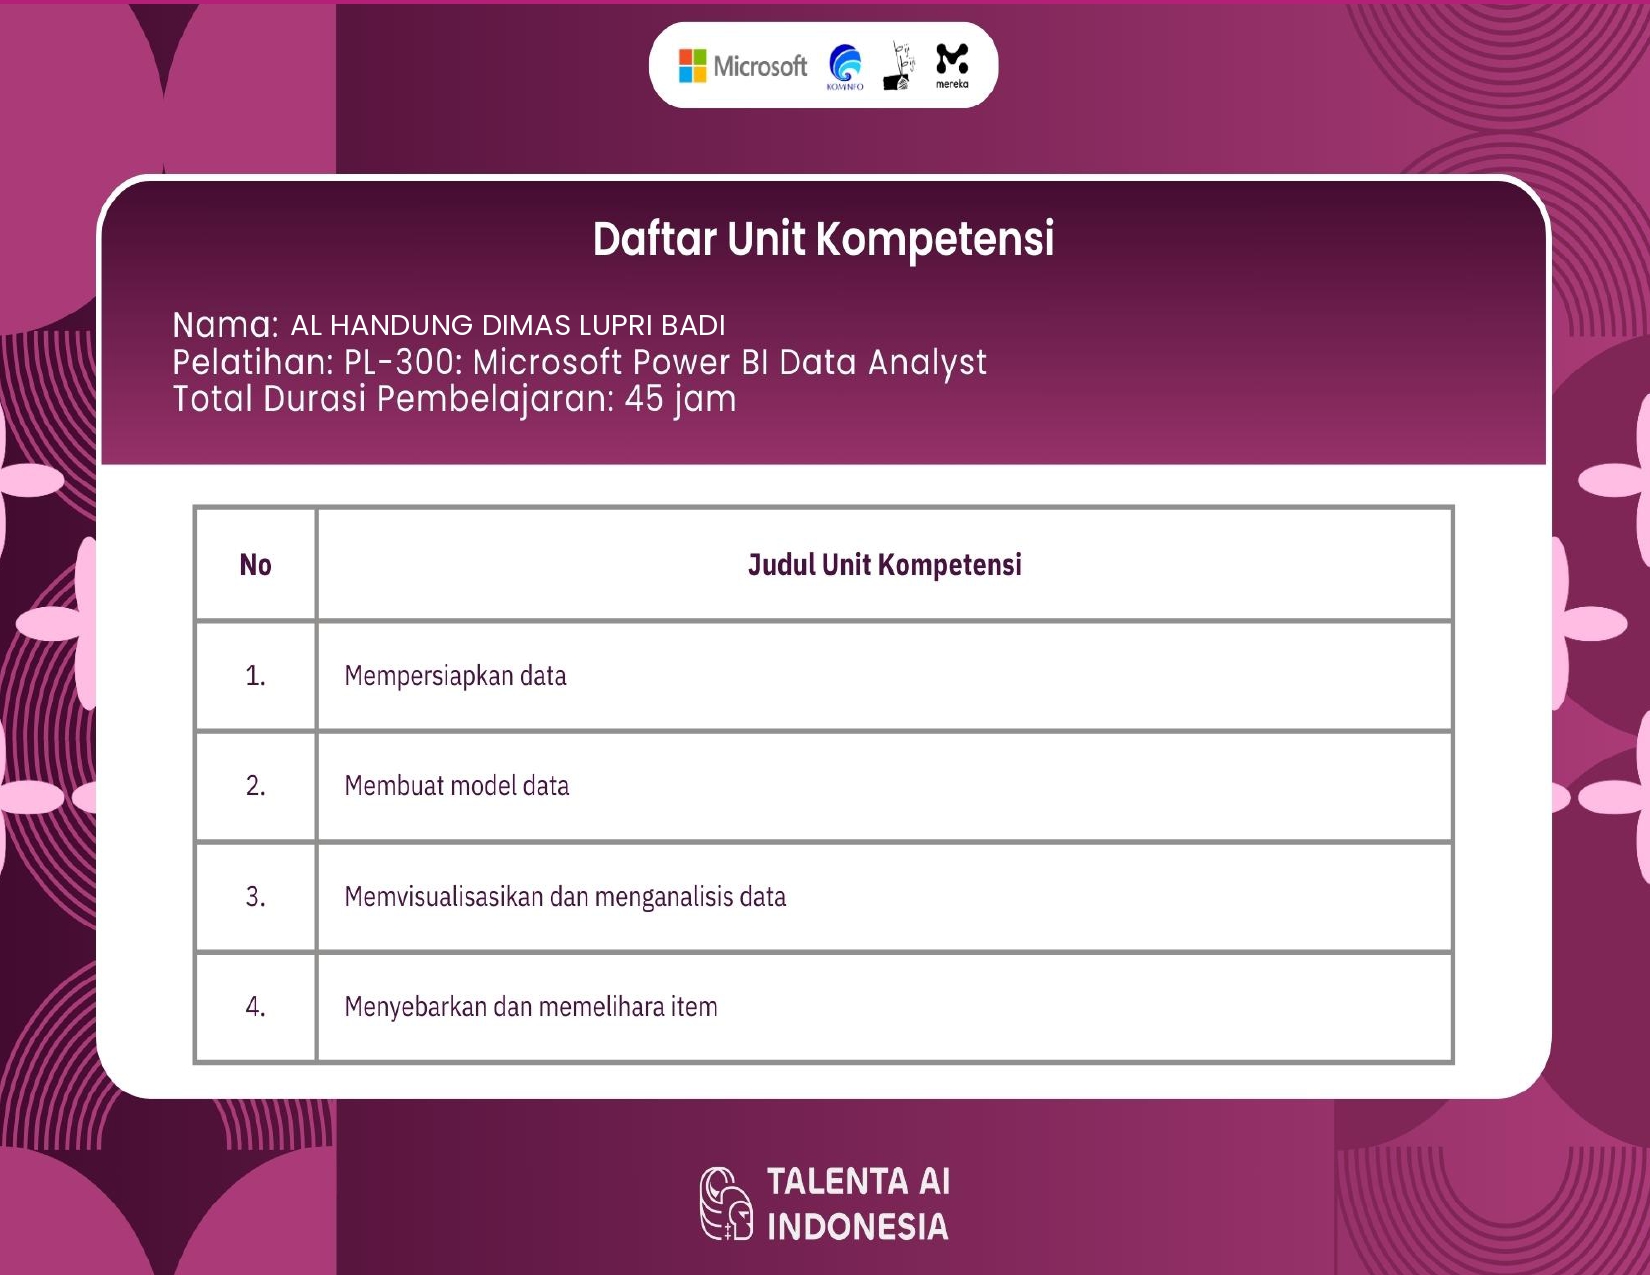 Microsoft
KOMINFO
biji-biji
mereka
Daftar Unit Kompetensi
Nama: AL HANDUNG DIMAS LUPRI BADI
Pelatihan: PL-300: Microsoft Power BI Data Analyst
Total Durasi Pembelajaran: 45 jam
No Judul Unit Kompetensi
1. Mempersiapkan data
2. Membuat model data
3. Memvisualisasikan dan menganalisis data
4. Menyebarkan dan memelihara item
TALENTA AI
INDONESIA